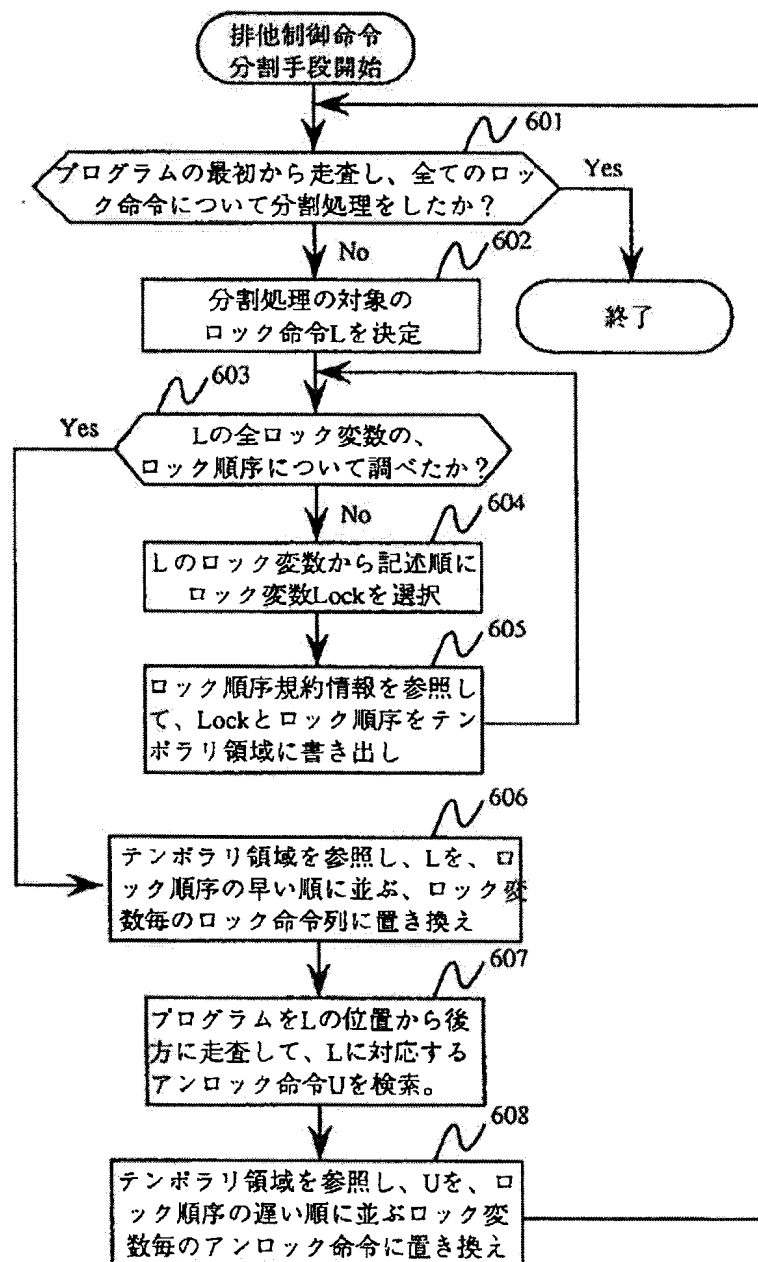 排他制御命令
分割手段開始
601
プログラムの最初から走査し、全てのロッ
ク命令について分割処理をしたか？
Yes
No
602
分割処理の対象の
ロック命令Lを決定
終了
603
Yes
Lの全ロック変数の、
ロック順序について調べたか？
No
604
Lのロック変数から記述順に
ロック変数Lockを選択
605
ロック順序規約情報を参照し
て、Lockとロック順序をテン
ポラリ領域に書き出し
606
テンポラリ領域を参照し、Lを、ロ
ック順序の早い順に並ぶ、ロック変
数毎のロック命令列に置き換え
607
プログラムをLの位置から後
方に走査して、Lに対応する
アンロック命令Uを検索。
608
テンポラリ領域を参照し、Uを、ロ
ック順序の遅い順に並ぶロック変
数毎のアンロック命令に置き換え